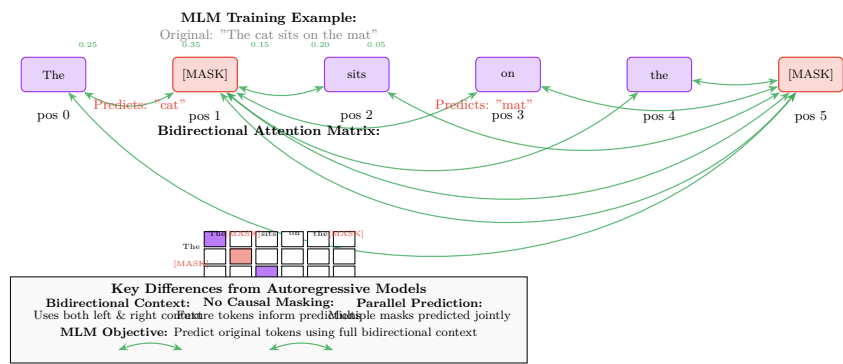 MLM Training Example:
Original: "The cat sits on the mat"
0.25 0.35 0.15 0.20 0.05
The [MASK] sits on the [MASK]
Predicts: "cat" Predicts: "mat"
pos 0 pos 1 pos 2 pos 3 pos 4 pos 5
Bidirectional Attention Matrix:
The [MASK] sits on the [MASK]
The
[MASK]
Key Differences from Autoregressive Models
Bidirectional Context: No Causal Masking: Parallel Prediction:
Uses both left & right context Future tokens inform predictions Multiple masks predicted jointly
MLM Objective: Predict original tokens using full bidirectional context